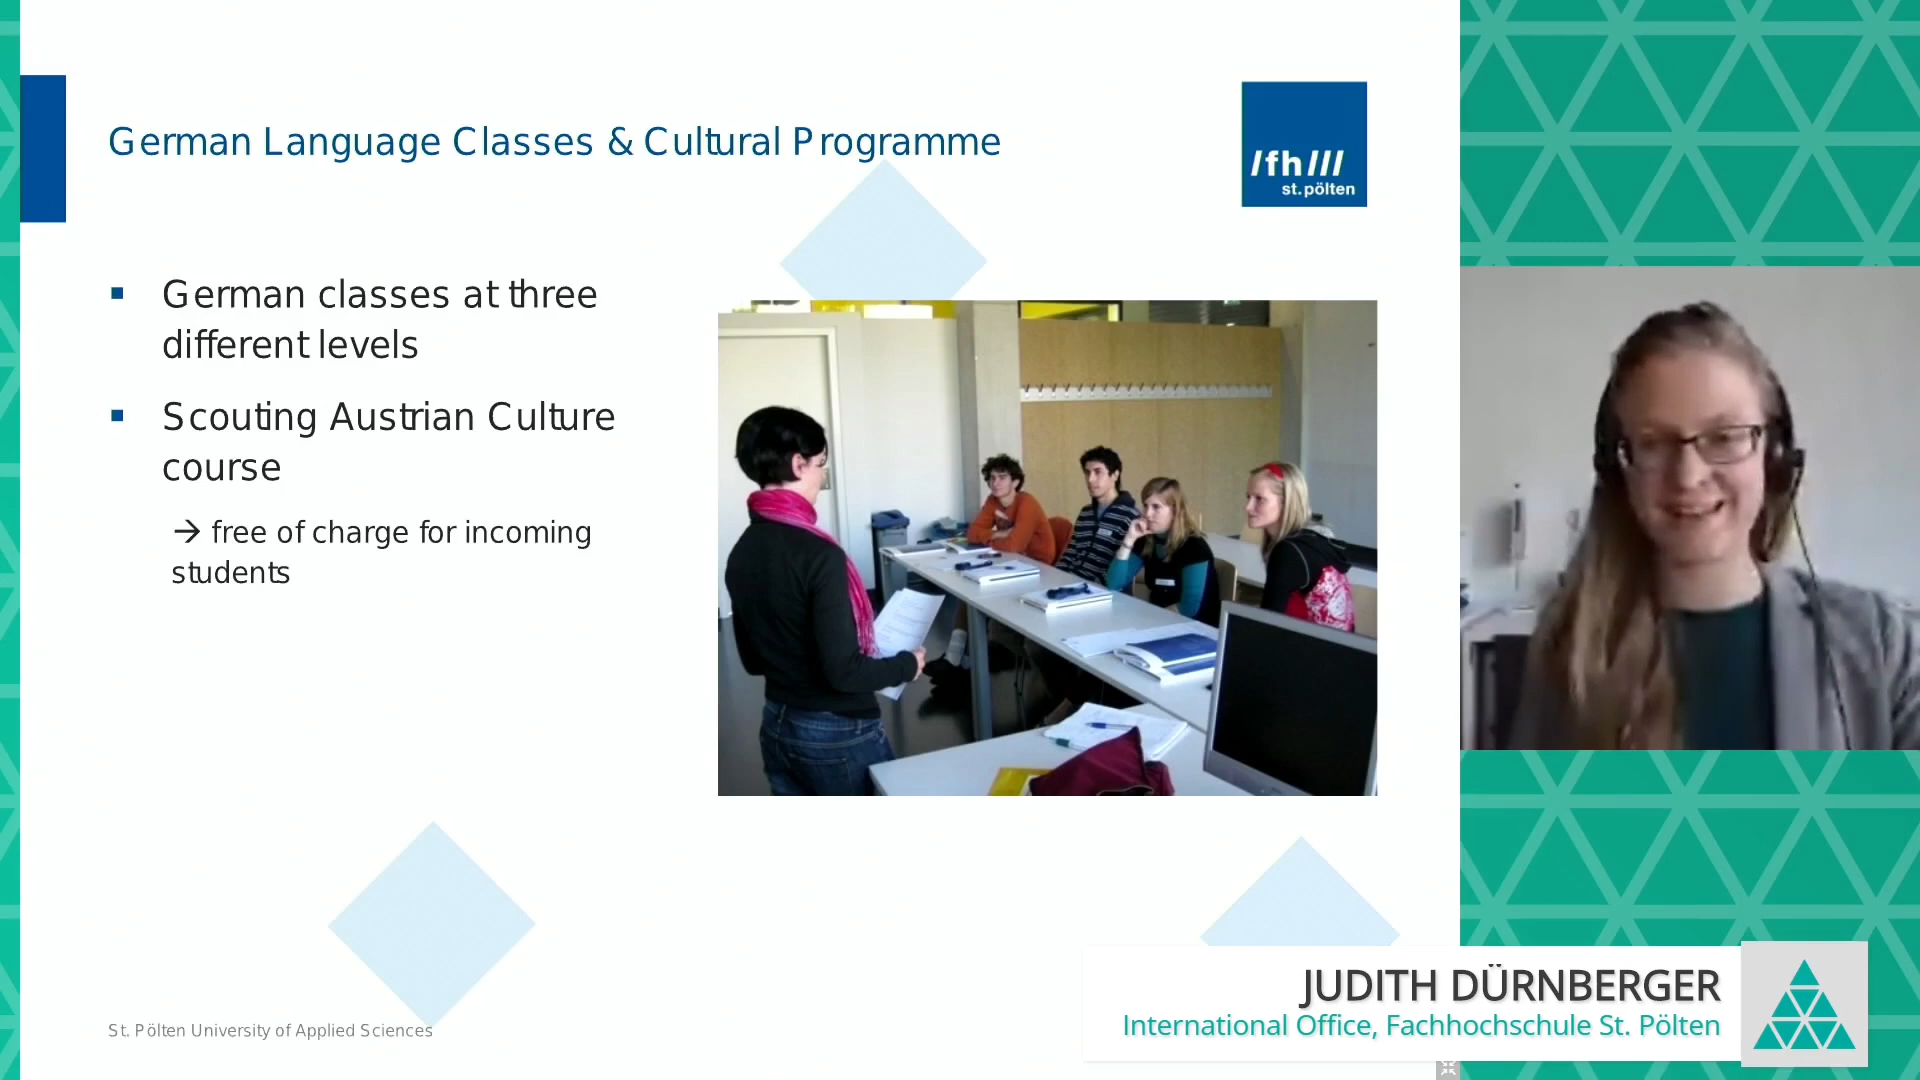 German Language Classes & Cultural Programme
/fh///
st.pölten
▪ German classes at three
different levels
▪ Scouting Austrian Culture
course
→ free of charge for incoming
students
JUDITH DÜRNBERGER
International Office, Fachhochschule St. Pölten
St. Pölten University of Applied Sciences